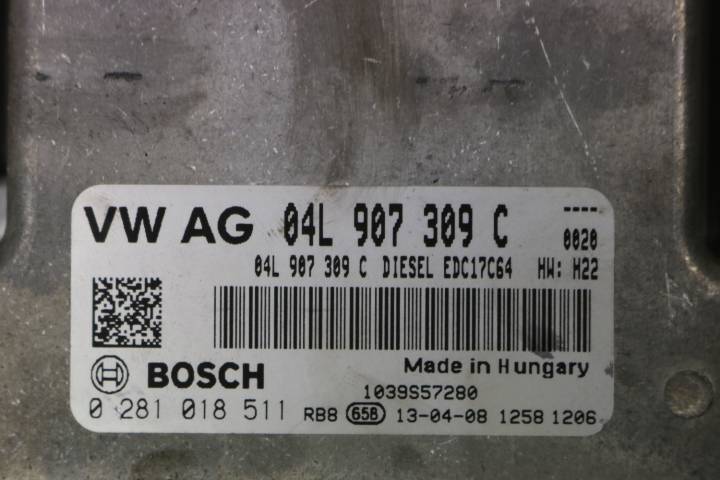 VW AG 04L 907 309 C ----
0020
04L 907 309 C DIESEL EDC17C64 HW: H22
BOSCH Made in Hungary
1039S57280
0 281 018 511 RB8 658 13-04-08 1258 1206